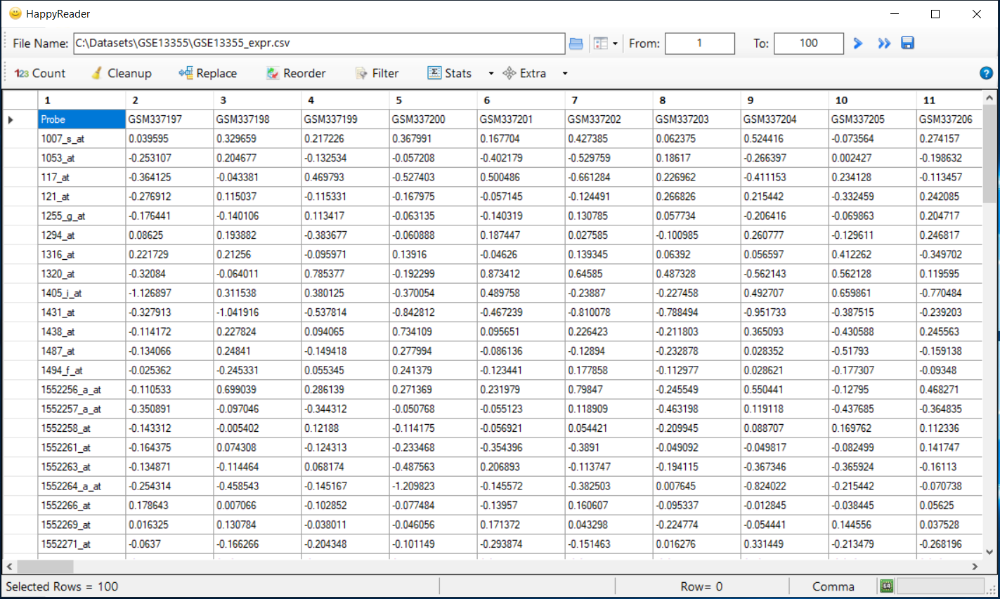 HappyReader
File Name: C:\Datasets\GSE13355\GSE13355_expr.csv From: 1 To: 100
123 Count Cleanup Replace Reorder Filter Stats Extra ?
1 2 3 4 5 6 7 8 9 10 11
Probe GSM337197 GSM337198 GSM337199 GSM337200 GSM337201 GSM337202 GSM337203 GSM337204 GSM337205 GSM337206
1007_s_at 0.039595 0.329659 0.217226 0.367991 0.167704 0.427385 0.062375 0.524416 -0.073564 0.274157
1053_at -0.253107 0.204677 -0.132534 -0.057208 -0.402179 -0.529759 0.18617 -0.266397 0.002427 -0.198632
117_at -0.364125 -0.043381 0.469793 -0.527403 0.500486 -0.661284 0.226962 -0.411153 0.234128 -0.113457
121_at -0.276912 0.115037 -0.115331 -0.167975 -0.057145 -0.124491 0.266826 0.215442 -0.332459 0.242085
1255_g_at -0.176441 -0.140106 0.113417 -0.063135 -0.140319 0.130785 0.057734 -0.206416 -0.069863 0.204717
1294_at 0.08625 0.193882 -0.383677 -0.060888 0.187447 0.027585 -0.100985 0.260777 -0.129611 0.246817
1316_at 0.221729 0.21256 -0.095971 0.13916 -0.04626 0.139345 0.06392 0.056597 0.412262 -0.349702
1320_at -0.32084 -0.064011 0.785377 -0.192299 0.873412 0.64585 0.487328 -0.562143 0.562128 0.119595
1405_i_at -1.126897 0.311538 0.380125 -0.370054 0.489758 -0.23887 -0.227458 0.492707 0.659861 -0.770484
1431_at -0.327913 -1.041916 -0.537814 -0.842812 -0.467239 -0.810078 -0.788494 -0.951733 -0.387515 -0.239203
1438_at -0.114172 0.227824 0.094065 0.734109 0.095651 0.226423 -0.211803 0.365093 -0.430588 0.245563
1487_at -0.134066 0.24841 -0.149418 0.277994 -0.086136 -0.12894 -0.232878 0.028352 -0.51793 -0.159138
1494_f_at -0.025362 -0.245331 0.055345 0.241379 -0.123441 0.177858 -0.112977 0.028621 -0.177307 -0.09348
1552256_a_at -0.110533 0.699039 0.286139 0.271369 0.231979 0.79847 -0.245549 0.550441 -0.12795 0.468271
1552257_a_at -0.350891 -0.097046 -0.344312 -0.050768 -0.055123 0.118909 -0.463198 0.119118 -0.437685 -0.364835
1552258_at -0.143312 -0.005402 0.12188 -0.114175 -0.056921 0.054421 -0.209945 0.088707 0.169762 0.112336
1552261_at -0.164375 0.074308 -0.124313 -0.233468 -0.354396 -0.3891 -0.049092 -0.049817 -0.082499 0.141747
1552263_at -0.134871 -0.114464 0.068174 -0.487563 0.206893 -0.113747 -0.194115 -0.367346 -0.365924 -0.16113
1552264_a_at -0.254314 -0.458543 -0.145167 -1.209823 -0.145572 -0.382503 0.007645 -0.824022 -0.215442 -0.070738
1552266_at 0.178643 0.007066 -0.102852 -0.077484 -0.13957 0.160607 -0.095337 -0.012845 -0.038445 0.05625
1552269_at 0.016325 0.130784 -0.038011 -0.046056 0.171372 0.043298 -0.224774 -0.054441 0.144556 0.037528
1552271_at -0.0637 -0.166266 -0.204348 -0.101149 -0.293874 -0.151463 0.016276 0.331449 -0.213479 -0.268196
Selected Rows = 100 Row= 0 Comma 64